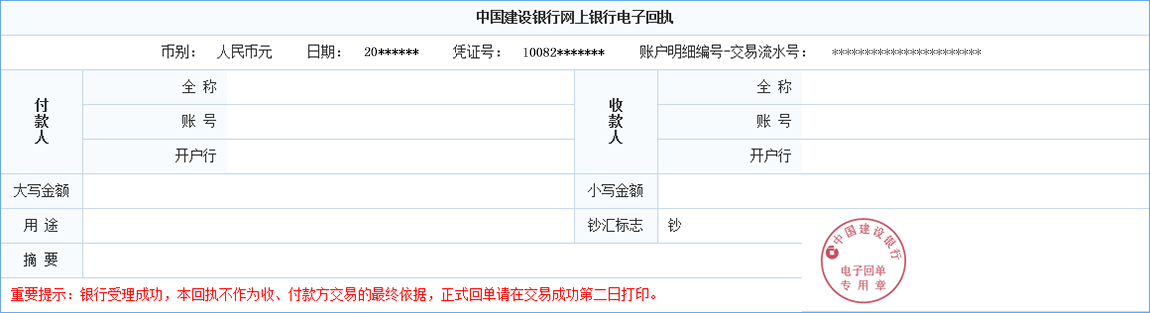 中国建设银行网上银行电子回执
币别： 人民币元 日期： 20****** 凭证号： 10082******* 账户明细编号-交易流水号： ***********************
付款人 全 称 收款人 全 称
账 号 账 号
开户行 开户行
大写金额 小写金额
用 途 钞汇标志 钞
摘 要
中国建设银行
电子回单
专用章
重要提示：银行受理成功，本回执不作为收、付款方交易的最终依据，正式回单请在交易成功第二日打印。